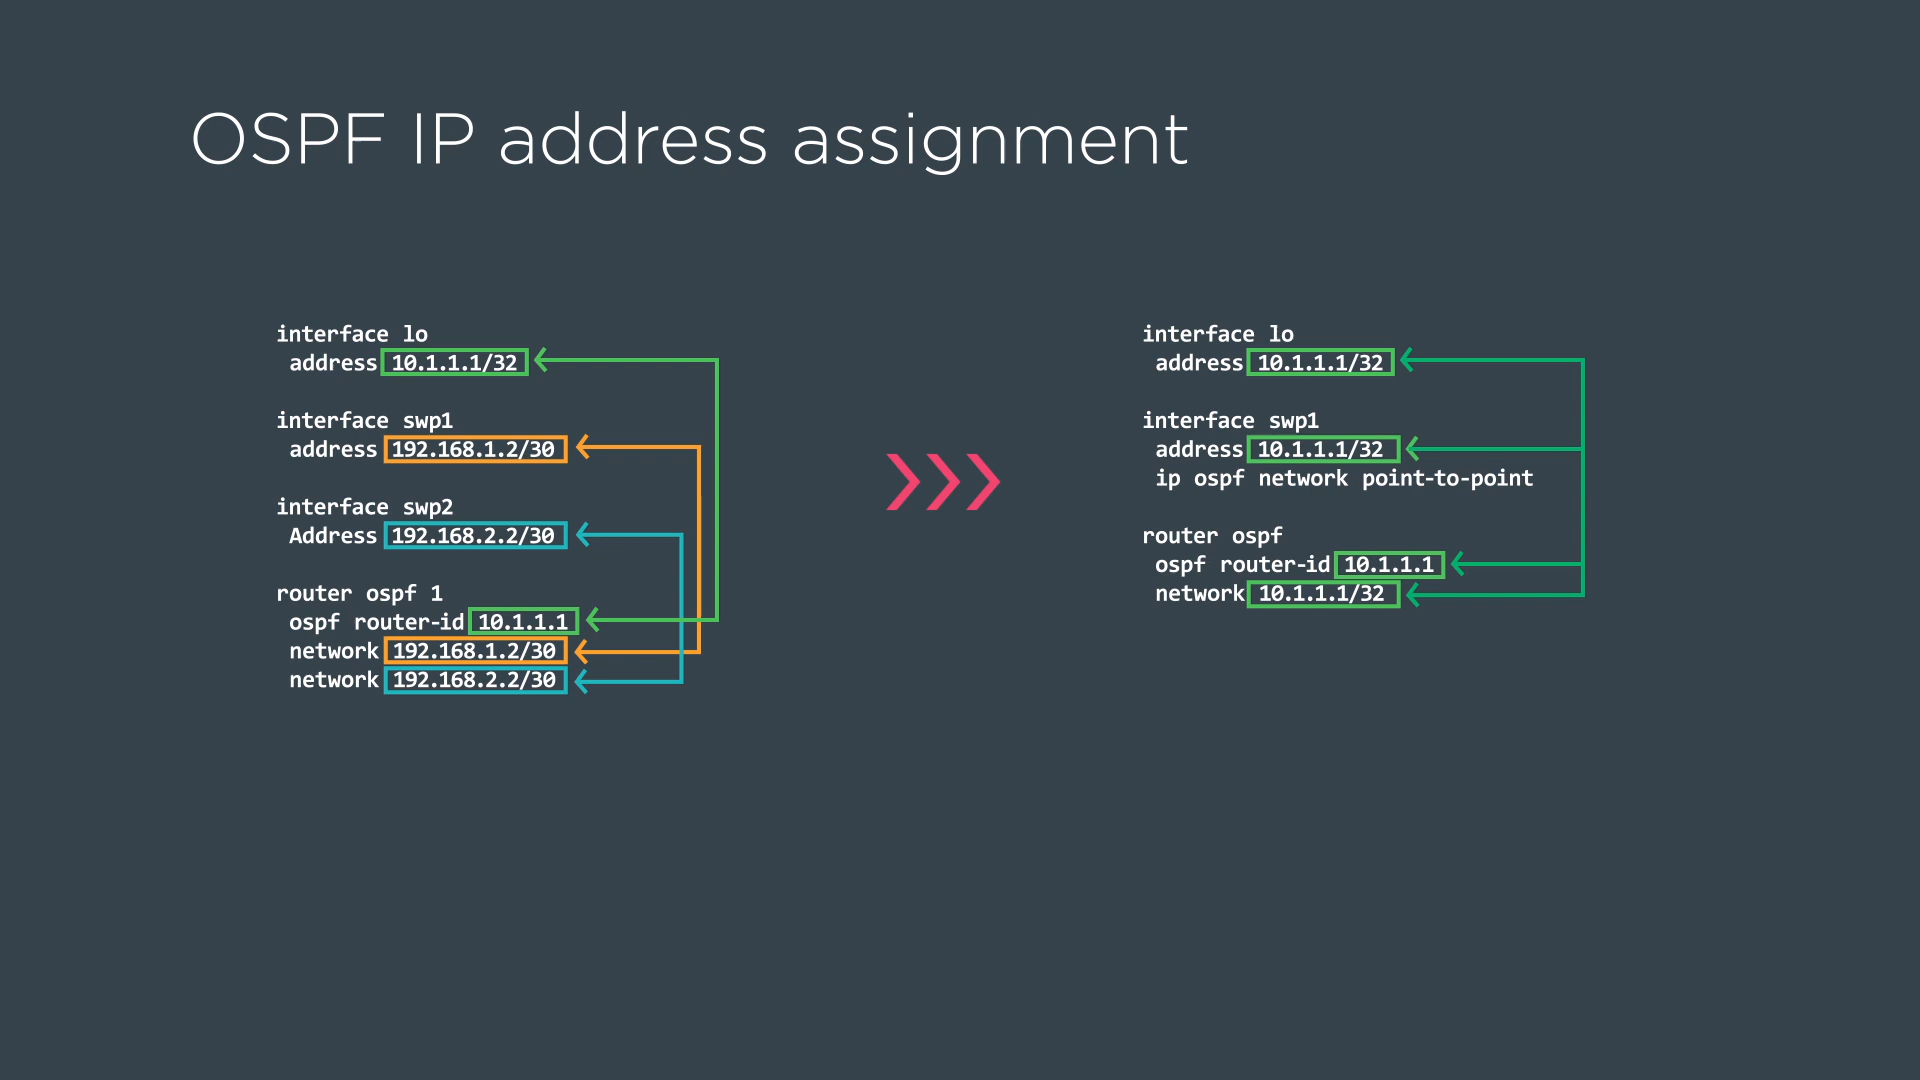 OSPF IP address assignment
interface lo
address 10.1.1.1/32
interface swp1
address 192.168.1.2/30
interface swp2
Address 192.168.2.2/30
router ospf 1
ospf router-id 10.1.1.1
network 192.168.1.2/30
network 192.168.2.2/30
interface lo
address 10.1.1.1/32
interface swp1
address 10.1.1.1/32
ip ospf network point-to-point
router ospf
ospf router-id 10.1.1.1
network 10.1.1.1/32